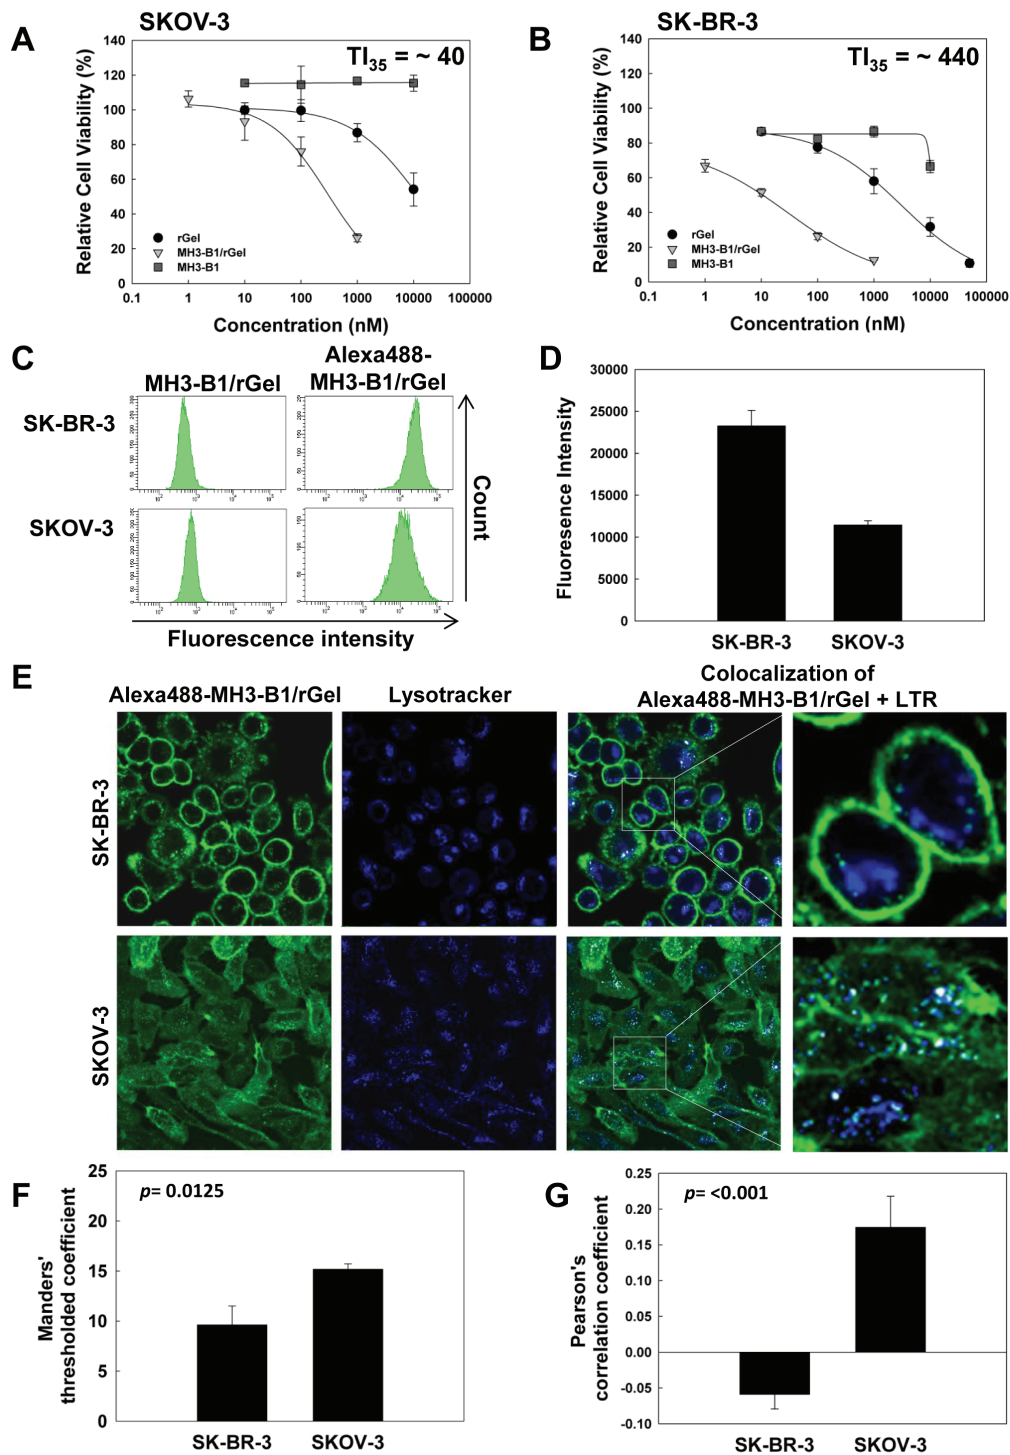 A
SKOV-3
TI35 = ~ 40
Relative Cell Viability (%)
140
120
100
80
60
40
20
0
rGel
MH3-B1/rGel
MH3-B1
0.1 1 10 100 1000 10000 100000
Concentration (nM)
B
SK-BR-3
TI35 = ~ 440
Relative Cell Viability (%)
140
120
100
80
60
40
20
0
rGel
MH3-B1/rGel
MH3-B1
0.1 1 10 100 1000 10000 100000
Concentration (nM)
C
MH3-B1/rGel
Alexa488-
MH3-B1/rGel
SK-BR-3
SKOV-3
Count
Fluorescence intensity
D
Fluorescence Intensity
30000
25000
20000
15000
10000
5000
0
SK-BR-3 SKOV-3
E
Alexa488-MH3-B1/rGel
Lysotracker
Colocalization of
Alexa488-MH3-B1/rGel + LTR
SK-BR-3
SKOV-3
F
p= 0.0125
Manders'
thresholded coefficient
25
20
15
10
5
0
SK-BR-3 SKOV-3
G
p= <0.001
Pearson's
correlation coefficient
0.20
0.15
0.10
0.05
0.00
-0.05
-0.10
SK-BR-3 SKOV-3